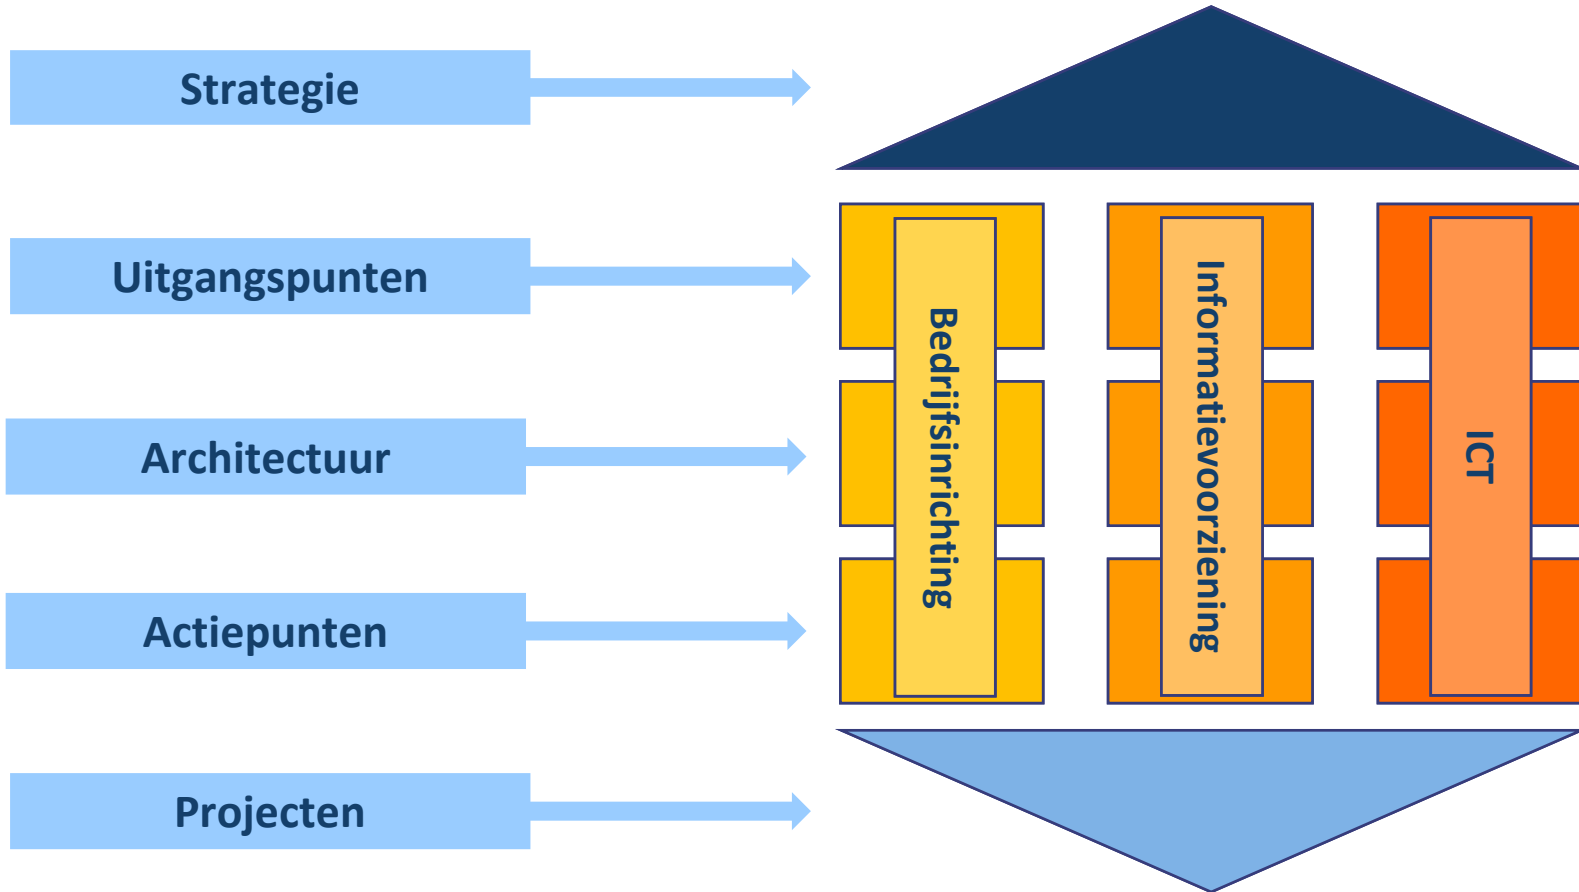 Strategie
Uitgangspunten
Architectuur
Actiepunten
Projecten
Bedrijfsinrichting
Informatievoorziening
ICT